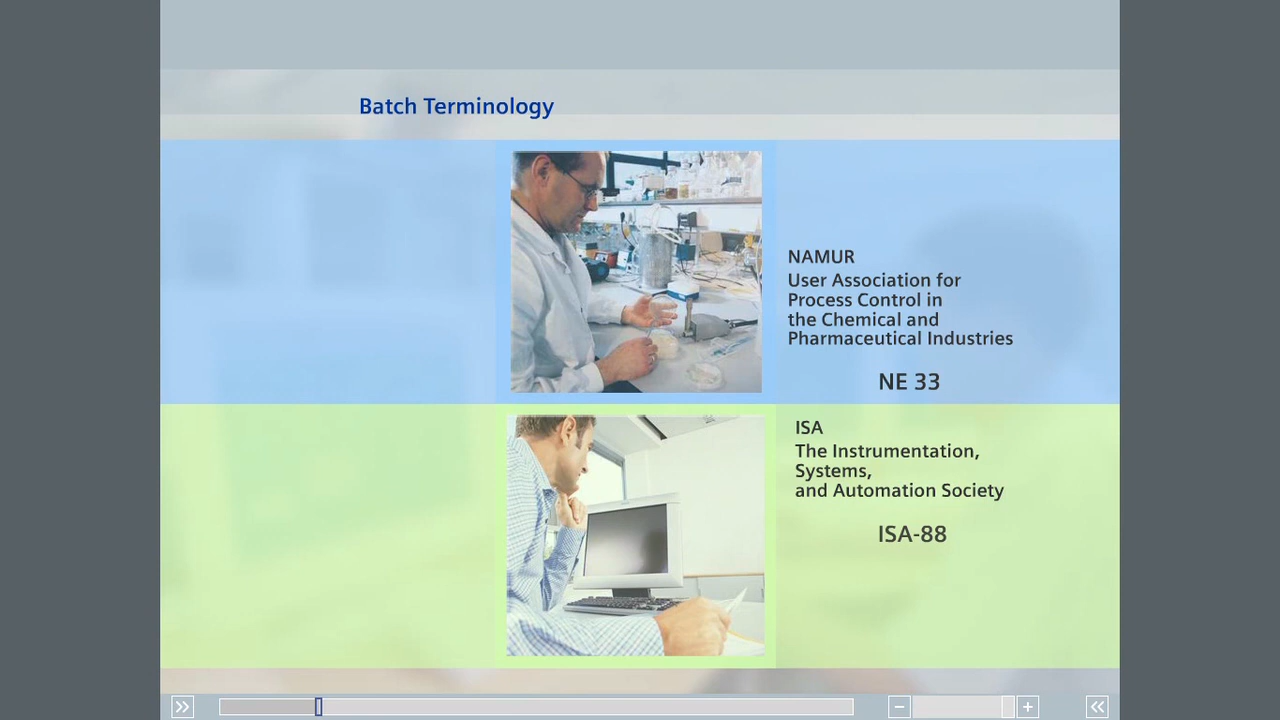 Batch Terminology
NAMUR
User Association for
Process Control in
the Chemical and
Pharmaceutical Industries
NE 33
ISA
The Instrumentation,
Systems,
and Automation Society
ISA-88